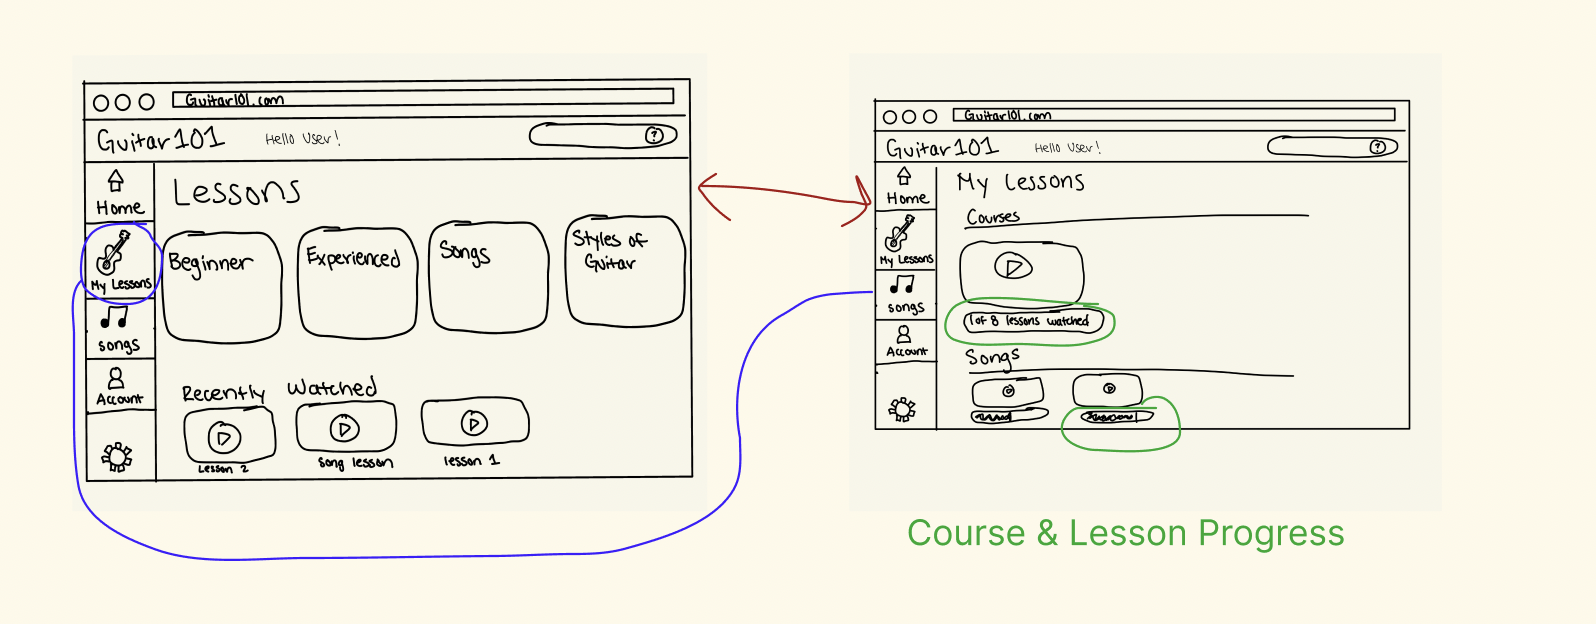 Guitar101.com
Guitar101 Hello User! ?
Home
My Lessons
songs
Account
Lessons
Beginner
Experienced
Songs
Styles of
Guitar
Recently Watched
Lesson 2
Song lesson
lesson 1
Guitar101.com
Guitar101 Hello User! ?
Home
My Lessons
songs
Account
My Lessons
Courses
1 of 8 lessons watched
Songs
Course & Lesson Progress